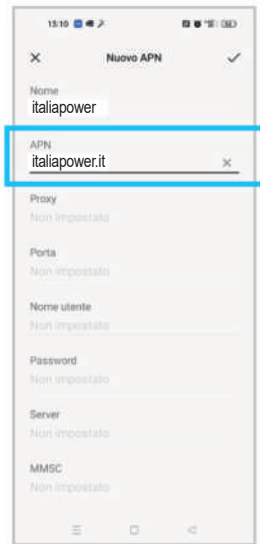 15:10
Nuovo APN
Nome
italiapower
APN
italiapower.it
Proxy
Non impostato
Porta
Non impostato
Nome utente
Non impostato
Password
Non impostato
Server
Non impostato
MMSC
Non impostato